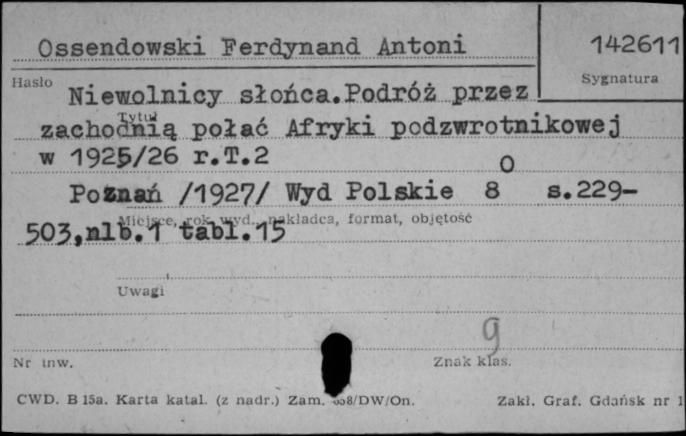 Ossendowski Ferdynand Antoni
142611
Hasło
Sygnatura
Niewolnicy słońca.Podróż przez
Tytuł
zachodnią połać Afryki podzwrotnikowej
w 1925/26 r.T.2
Poznań /1927/ Wyd Polskie 8o s.229-
Miejsce, rok wyd., nakładca, format, objętość
503,nlb.1 tabl.15
Uwagi
9
Nr inw.
Znak klas.
CWD. B 15a. Karta katal. (z nadr.) Zam. /DW/On.
Zakł. Graf. Gdańsk nr 1